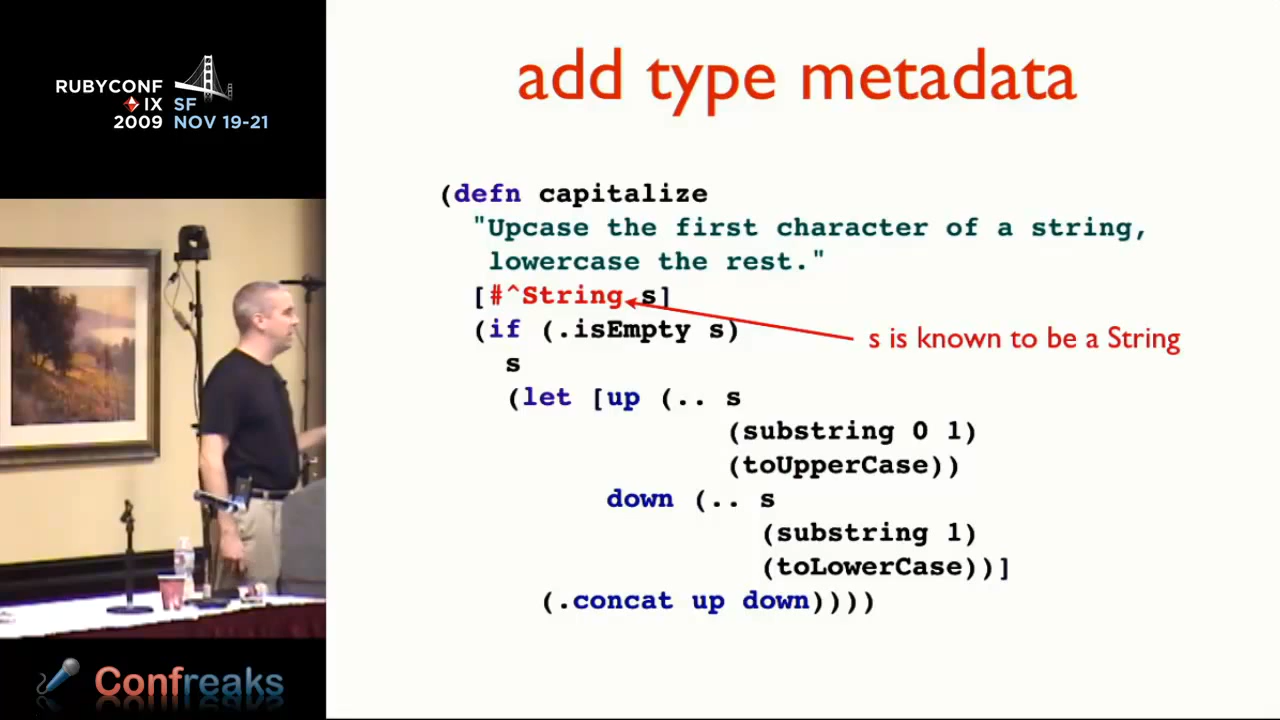 RUBYCONF
IX SF
2009 NOV 19-21
add type metadata
(defn capitalize
"Upcase the first character of a string,
lowercase the rest."
[#^String s]
(if (.isEmpty s)
s is known to be a String
s
(let [up (.. s
(substring 0 1)
(toUpperCase))
down (.. s
(substring 1)
(toLowerCase))]
(.concat up down))))
Confreaks